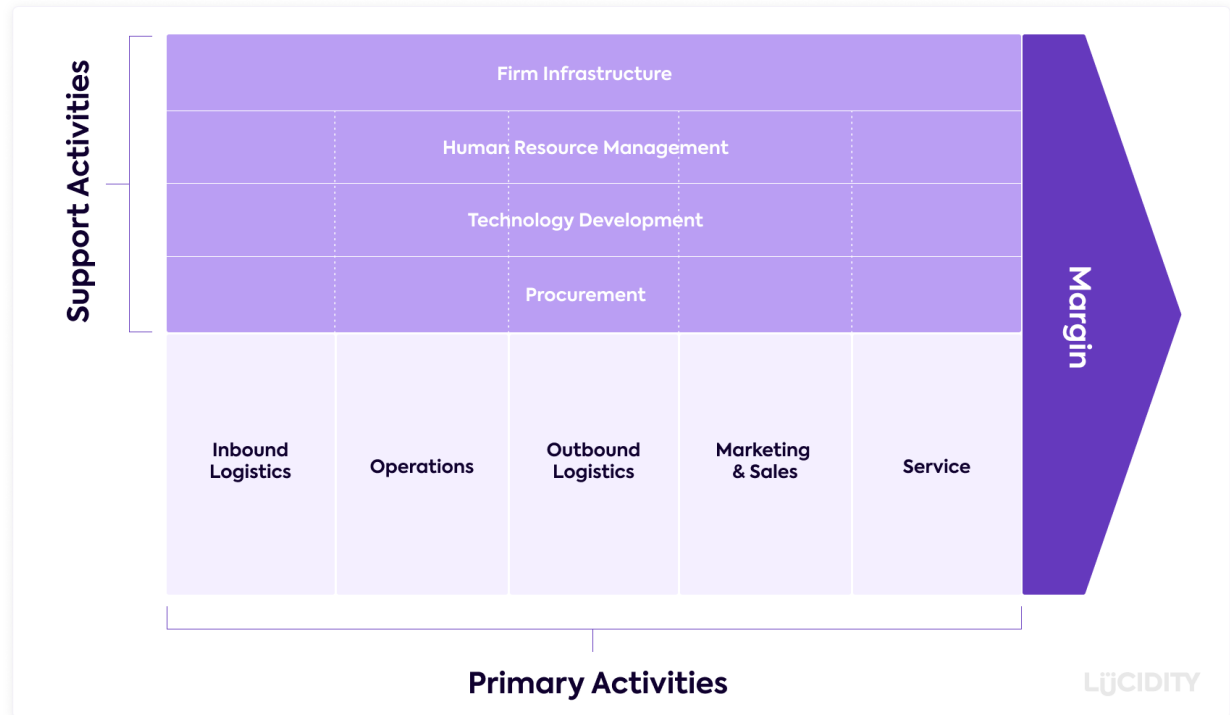 Support Activities
Firm Infrastructure
Human Resource Management
Technology Development
Procurement
Inbound
Logistics
Operations
Outbound
Logistics
Marketing
& Sales
Service
Margin
Primary Activities
LÜCIDITY